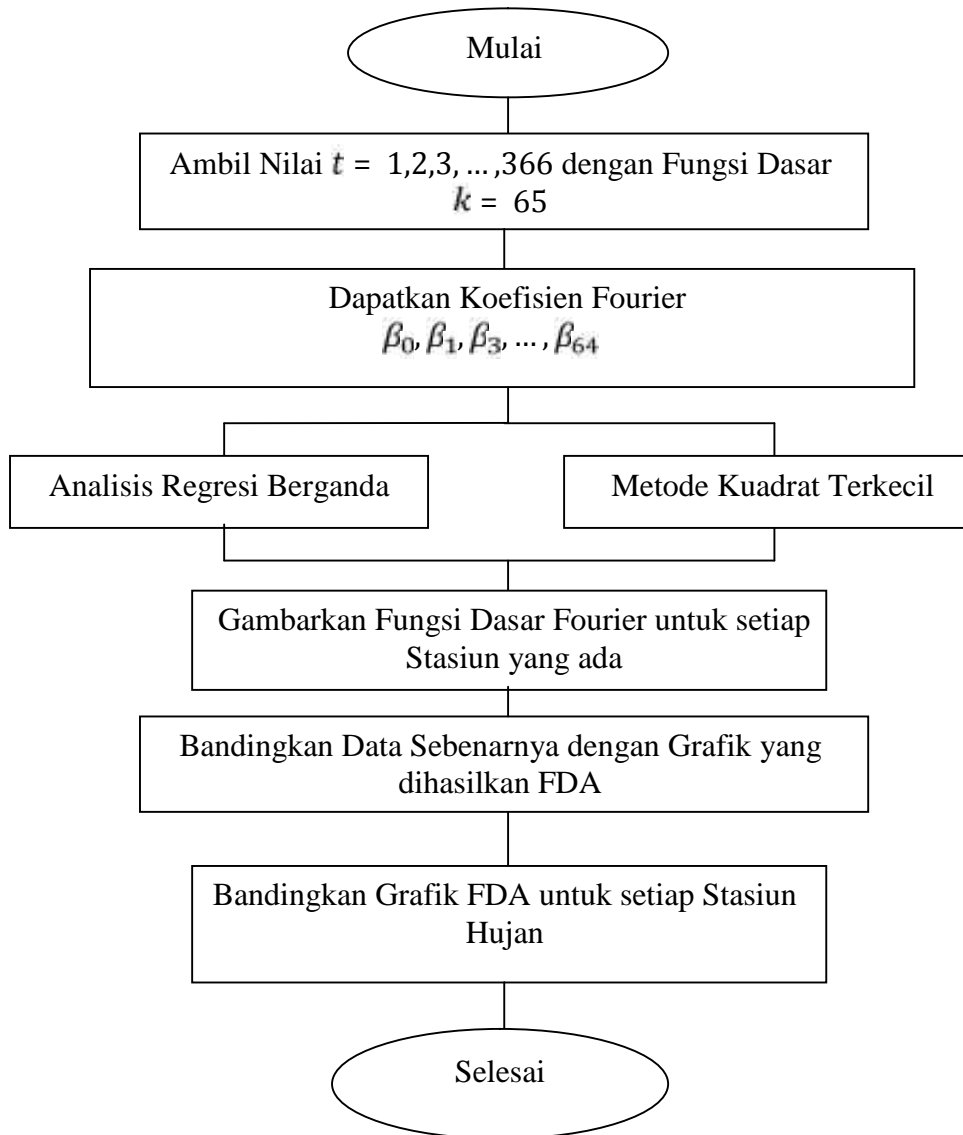 Mulai
Ambil Nilai t = 1,2,3, … ,366 dengan Fungsi Dasar
k = 65
Dapatkan Koefisien Fourier
β₀, β₁, β₃, … , β₆₄
Analisis Regresi Berganda
Metode Kuadrat Terkecil
Gambarkan Fungsi Dasar Fourier untuk setiap
Stasiun yang ada
Bandingkan Data Sebenarnya dengan Grafik yang
dihasilkan FDA
Bandingkan Grafik FDA untuk setiap Stasiun
Hujan
Selesai